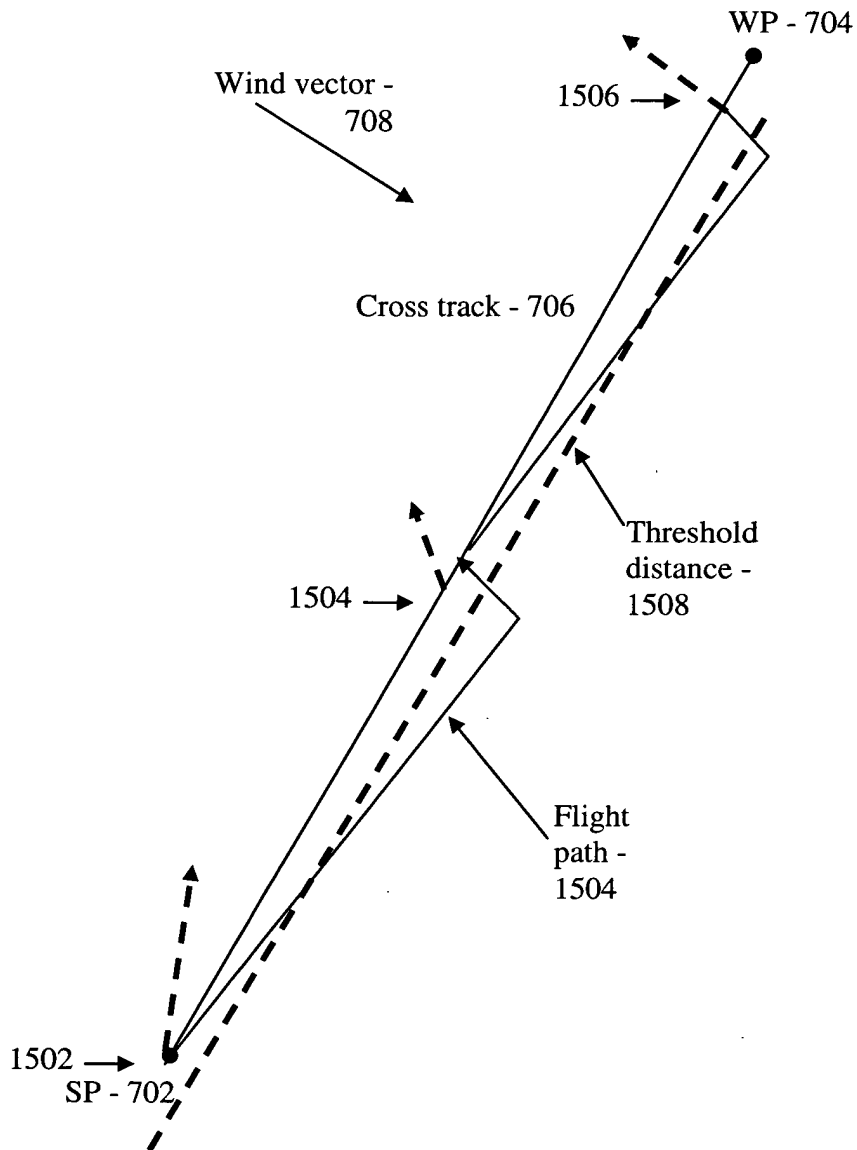 WP - 704
Wind vector -
708
1506
Cross track - 706
Threshold
distance -
1508
1504
Flight
path -
1504
1502
SP - 702